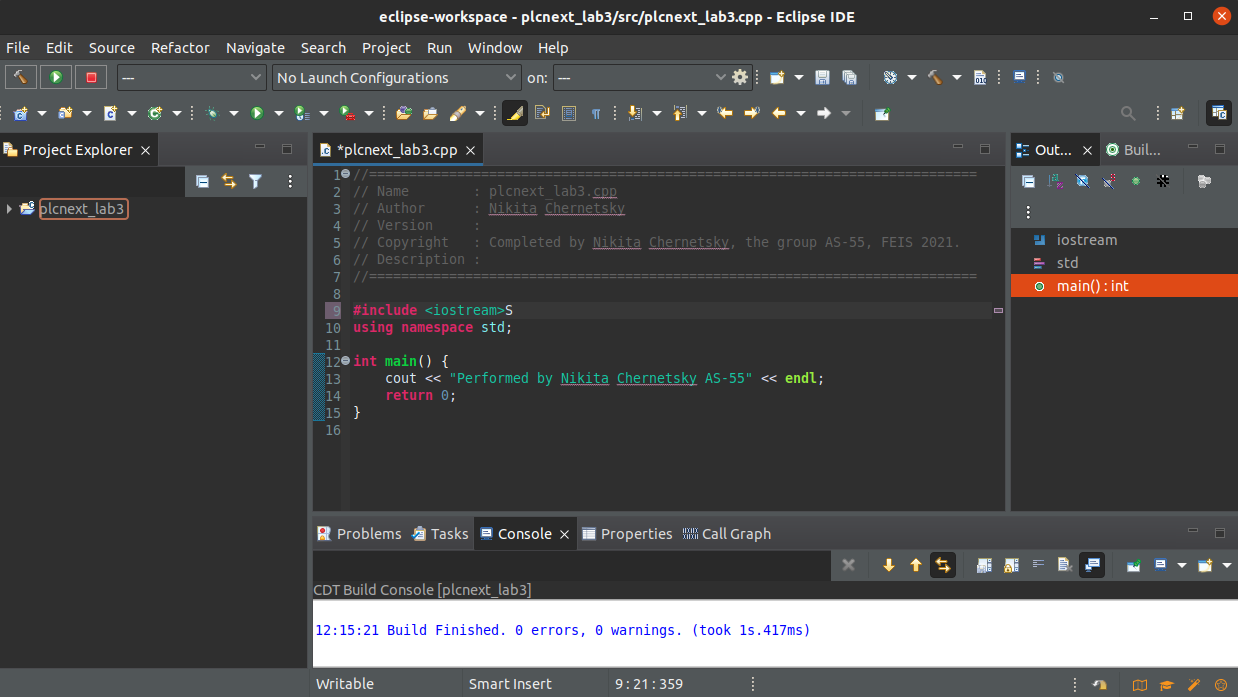 eclipse-workspace - plcnext_lab3/src/plcnext_lab3.cpp - Eclipse IDE
File Edit Source Refactor Navigate Search Project Run Window Help
--- No Launch Configurations on: ---
Project Explorer
*plcnext_lab3.cpp
Out...
Buil...
plcnext_lab3
1 //============================================================================
2 // Name        : plcnext_lab3.cpp
3 // Author      : Nikita Chernetsky
4 // Version     :
5 // Copyright   : Completed by Nikita Chernetsky, the group AS-55, FEIS 2021.
6 // Description :
7 //============================================================================
8
9 #include <iostream>S
10 using namespace std;
11
12 int main() {
13     cout << "Performed by Nikita Chernetsky AS-55" << endl;
14     return 0;
15 }
16
iostream
std
main() : int
Problems Tasks Console Properties Call Graph
CDT Build Console [plcnext_lab3]
12:15:21 Build Finished. 0 errors, 0 warnings. (took 1s.417ms)
Writable Smart Insert 9 : 21 : 359